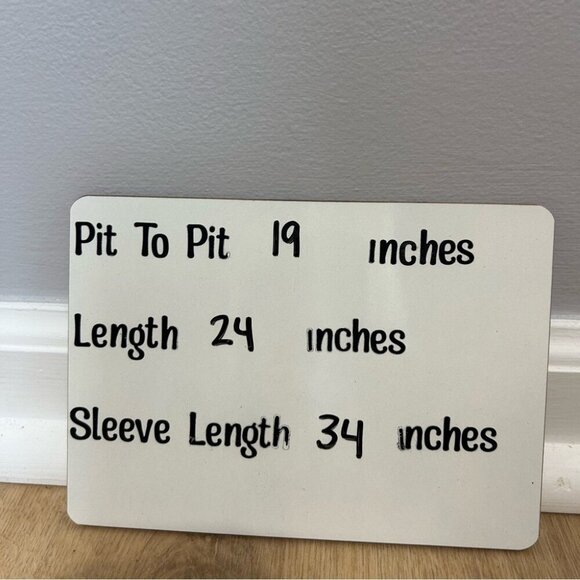 Pit To Pit 19 inches
Length 24 inches
Sleeve Length 34 inches